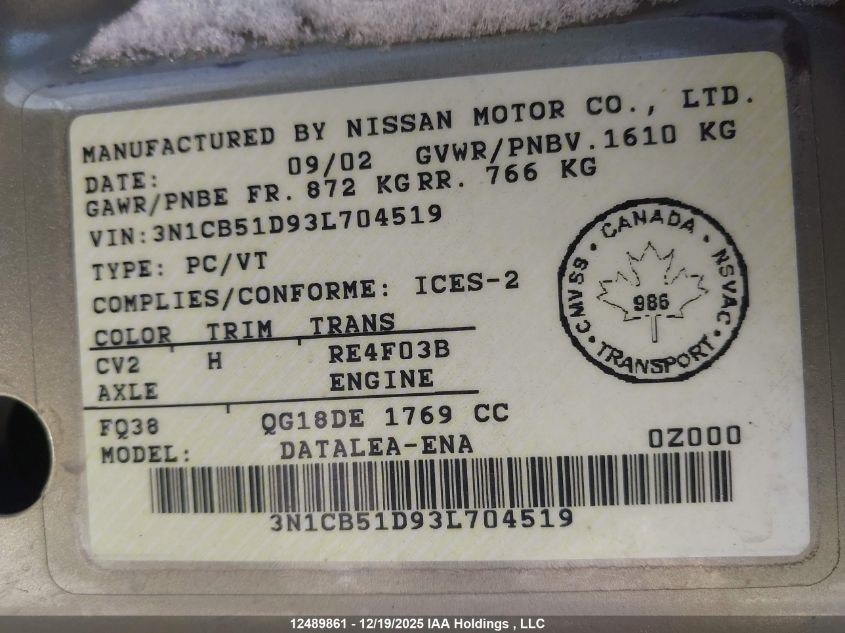 MANUFACTURED BY NISSAN MOTOR CO., LTD.
DATE: 09/02 GVWR/PNBV.1610 KG
GAWR/PNBE FR. 872 KG RR. 766 KG
VIN:3N1CB51D93L704519
TYPE: PC/VT
COMPLIES/CONFORME: ICES-2
COLOR TRIM TRANS
CV2 H RE4F03B
AXLE ENGINE
FQ38 QG18DE 1769 CC
MODEL: DATALEA-ENA 0Z000
3N1CB51D93L704519
CANADA · NSVAC · TRANSPORT · CMVSS ·
986
12489861 - 12/19/2025 IAA Holdings , LLC